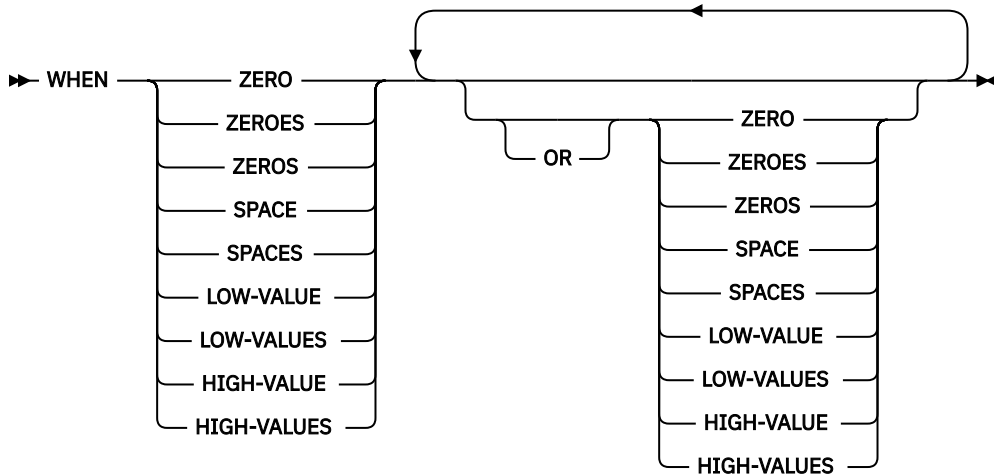 WHEN ZERO ZERO
ZEROES OR ZEROES
ZEROS ZEROS
SPACE SPACE
SPACES SPACES
LOW-VALUE LOW-VALUE
LOW-VALUES LOW-VALUES
HIGH-VALUE HIGH-VALUE
HIGH-VALUES HIGH-VALUES